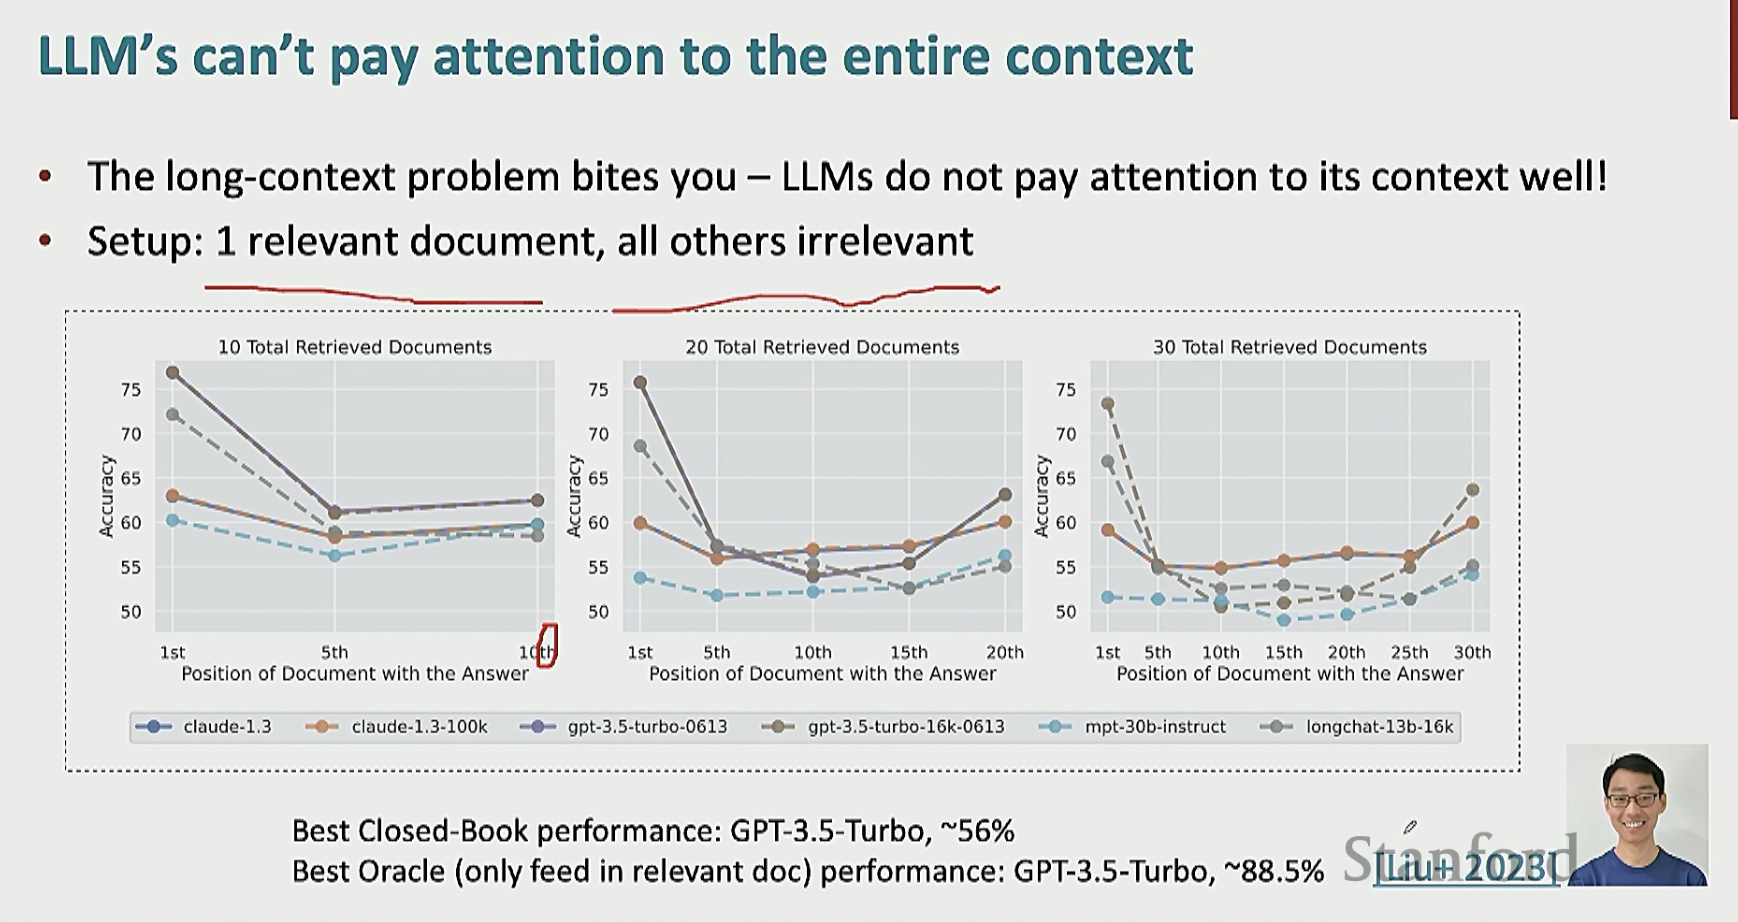 LLM’s can’t pay attention to the entire context
• The long-context problem bites you – LLMs do not pay attention to its context well!
• Setup: 1 relevant document, all others irrelevant
10 Total Retrieved Documents
Accuracy
75
70
65
60
55
50
1st 5th 10th
Position of Document with the Answer
20 Total Retrieved Documents
Accuracy
75
70
65
60
55
50
1st 5th 10th 15th 20th
Position of Document with the Answer
30 Total Retrieved Documents
Accuracy
75
70
65
60
55
50
1st 5th 10th 15th 20th 25th 30th
Position of Document with the Answer
claude-1.3 claude-1.3-100k gpt-3.5-turbo-0613 gpt-3.5-turbo-16k-0613 mpt-30b-instruct longchat-13b-16k
Best Closed-Book performance: GPT-3.5-Turbo, ~56%
Best Oracle (only feed in relevant doc) performance: GPT-3.5-Turbo, ~88.5%
[Liu+ 2023]
Stanford